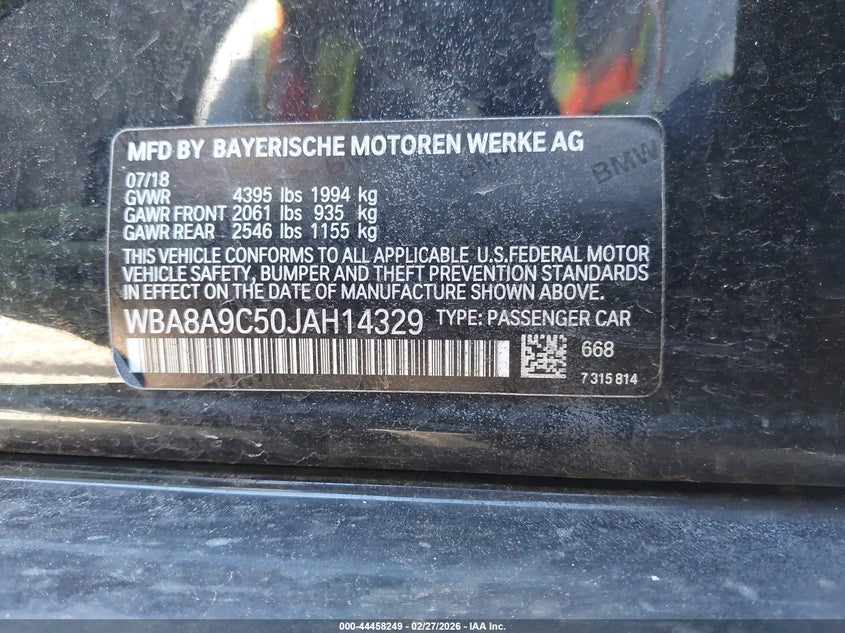 MFD BY BAYERISCHE MOTOREN WERKE AG
BMW
07/18
GVWR 4395 lbs 1994 kg
GAWR FRONT 2061 lbs 935 kg
GAWR REAR 2546 lbs 1155 kg
THIS VEHICLE CONFORMS TO ALL APPLICABLE U.S.FEDERAL MOTOR
VEHICLE SAFETY, BUMPER AND THEFT PREVENTION STANDARDS
IN EFFECT ON THE DATE OF MANUFACTURE SHOWN ABOVE.
WBA8A9C50JAH14329 TYPE: PASSENGER CAR
668
7 315 814
000-44458249 - 02/27/2026 - IAA Inc.